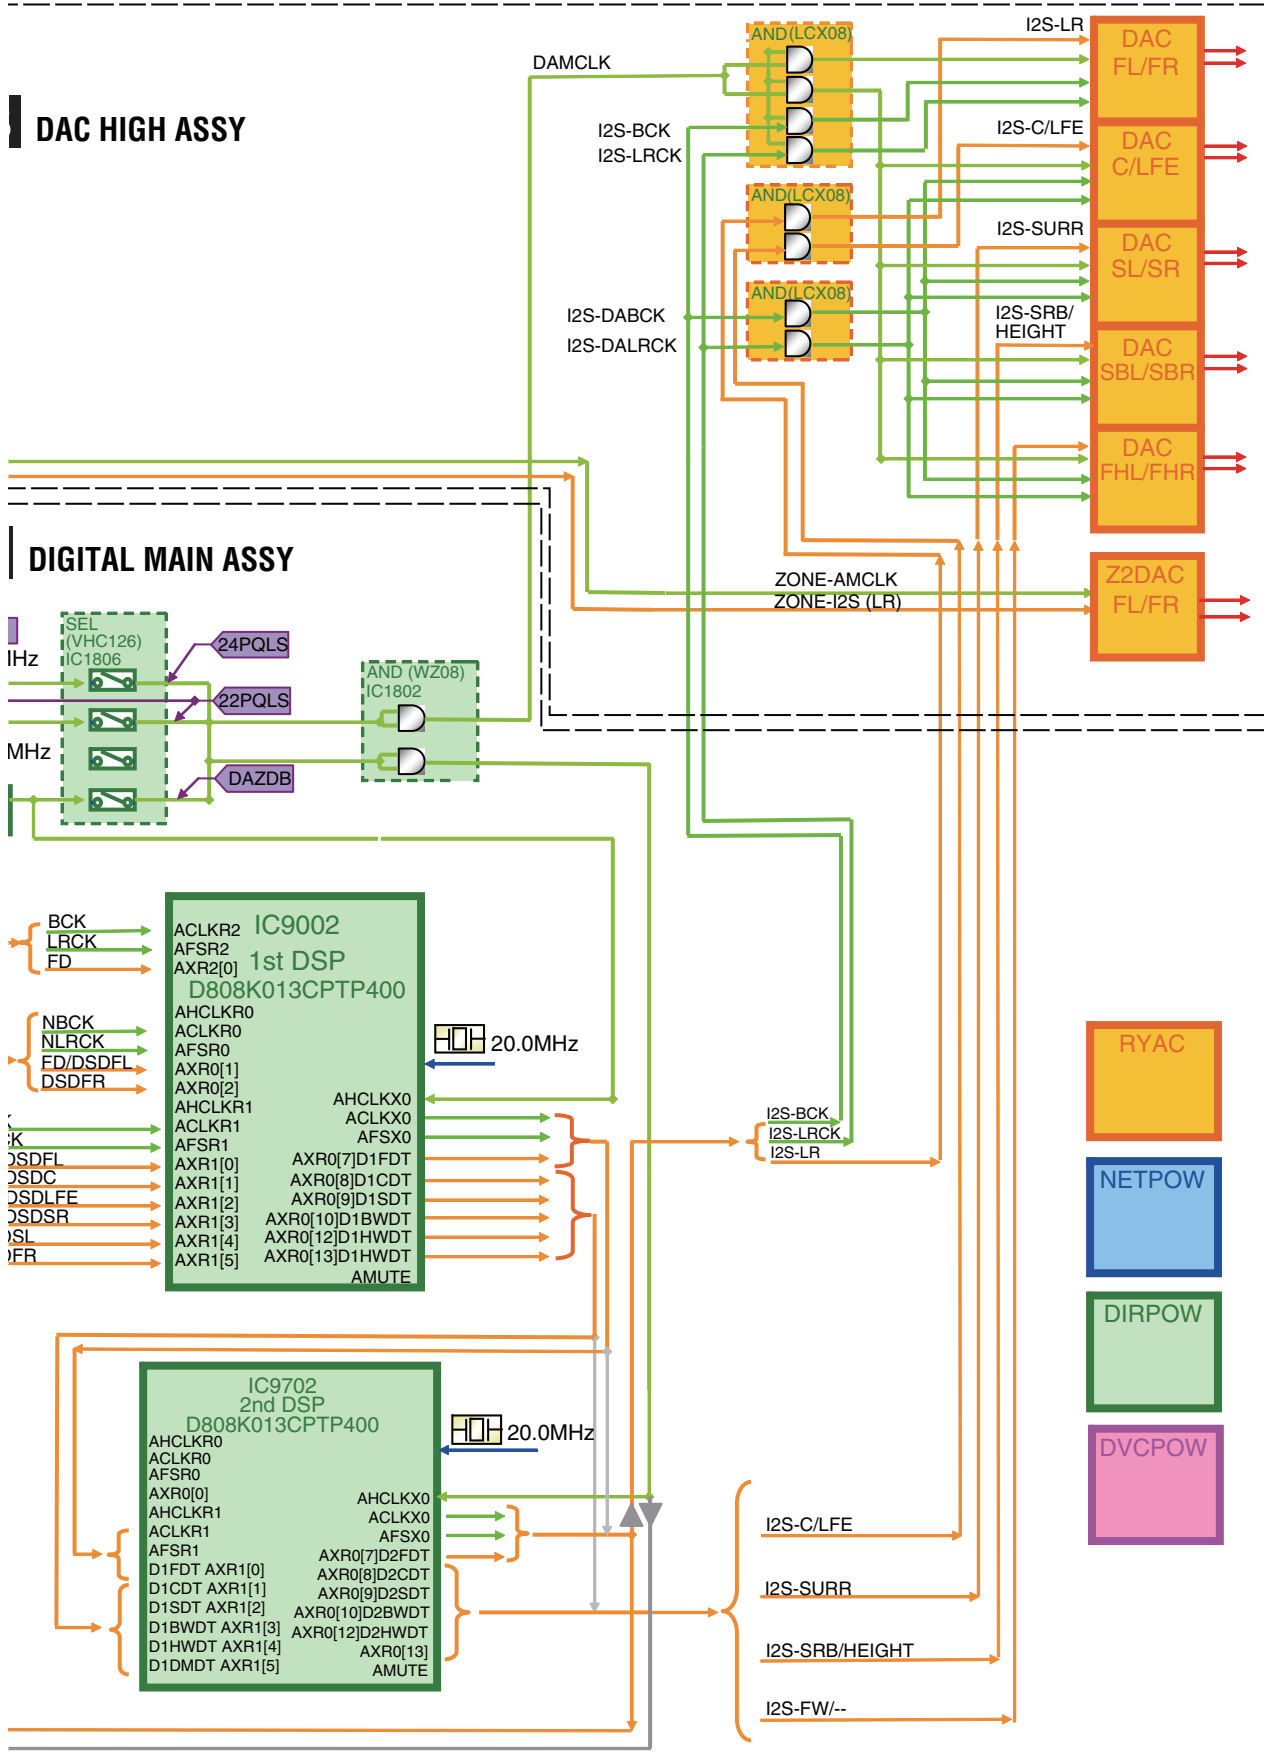 AND(LCX08)
I2S-LR
DAC
FL/FR
DAMCLK
DAC HIGH ASSY
I2S-BCK
I2S-LRCK
I2S-C/LFE
DAC
C/LFE
AND(LCX08)
I2S-SURR
DAC
SL/SR
AND(LCX08)
I2S-DABCK
I2S-DALRCK
I2S-SRB/
HEIGHT
DAC
SBL/SBR
DAC
FHL/FHR
DIGITAL MAIN ASSY
ZONE-AMCLK
ZONE-I2S (LR)
Z2DAC
FL/FR
SEL
(VHC126)
IC1806
24PQLS
22PQLS
DAZDB
MHz
AND (WZ08)
IC1802
BCK
LRCK
FD
NBCK
NLRCK
FD/DSDFL
DSDFR
DSDFL
DSDC
DSDLFE
DSDSR
IC9002
1st DSP
D808K013CPTP400
ACLKR2
AFSR2
AXR2[0]
AHCLKR0
ACLKR0
AFSR0
AXR0[1]
AXR0[2]
AHCLKR1
ACLKR1
AFSR1
AXR1[0]
AXR1[1]
AXR1[2]
AXR1[3]
AXR1[4]
AXR1[5]
AHCLKX0
ACLKX0
AFSX0
AXR0[7]D1FDT
AXR0[8]D1CDT
AXR0[9]D1SDT
AXR0[10]D1BWDT
AXR0[12]D1HWDT
AXR0[13]D1HWDT
AMUTE
20.0MHz
I2S-BCK
I2S-LRCK
I2S-LR
RYAC
NETPOW
DIRPOW
DVCPOW
IC9702
2nd DSP
D808K013CPTP400
AHCLKR0
ACLKR0
AFSR0
AXR0[0]
AHCLKR1
ACLKR1
AFSR1
D1FDT AXR1[0]
D1CDT AXR1[1]
D1SDT AXR1[2]
D1BWDT AXR1[3]
D1HWDT AXR1[4]
D1DMDT AXR1[5]
AHCLKX0
ACLKX0
AFSX0
AXR0[7]D2FDT
AXR0[8]D2CDT
AXR0[9]D2SDT
AXR0[10]D2BWDT
AXR0[12]D2HWDT
AXR0[13]
AMUTE
20.0MHz
I2S-C/LFE
I2S-SURR
I2S-SRB/HEIGHT
I2S-FW/--